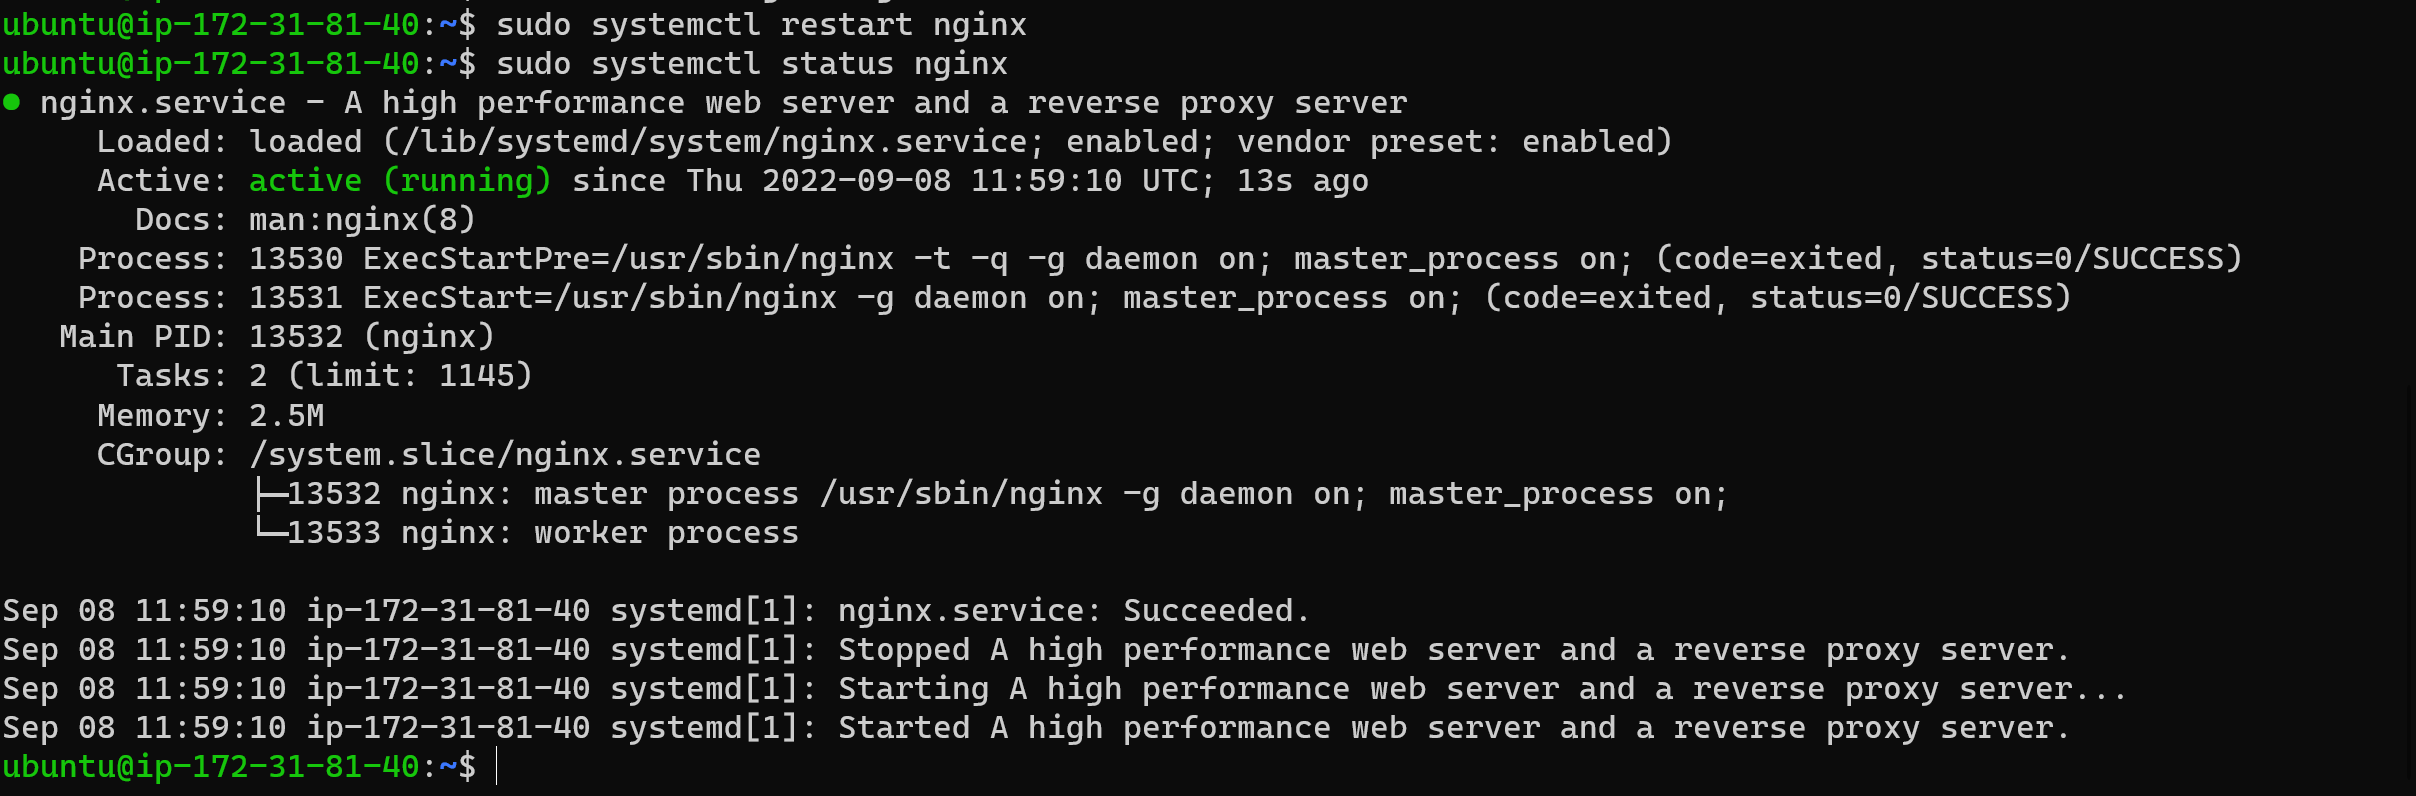 ubuntu@ip-172-31-81-40:~$ sudo systemctl restart nginx
ubuntu@ip-172-31-81-40:~$ sudo systemctl status nginx
● nginx.service - A high performance web server and a reverse proxy server
     Loaded: loaded (/lib/systemd/system/nginx.service; enabled; vendor preset: enabled)
     Active: active (running) since Thu 2022-09-08 11:59:10 UTC; 13s ago
       Docs: man:nginx(8)
    Process: 13530 ExecStartPre=/usr/sbin/nginx -t -q -g daemon on; master_process on; (code=exited, status=0/SUCCESS)
    Process: 13531 ExecStart=/usr/sbin/nginx -g daemon on; master_process on; (code=exited, status=0/SUCCESS)
   Main PID: 13532 (nginx)
      Tasks: 2 (limit: 1145)
     Memory: 2.5M
     CGroup: /system.slice/nginx.service
             ├─13532 nginx: master process /usr/sbin/nginx -g daemon on; master_process on;
             └─13533 nginx: worker process
Sep 08 11:59:10 ip-172-31-81-40 systemd[1]: nginx.service: Succeeded.
Sep 08 11:59:10 ip-172-31-81-40 systemd[1]: Stopped A high performance web server and a reverse proxy server.
Sep 08 11:59:10 ip-172-31-81-40 systemd[1]: Starting A high performance web server and a reverse proxy server...
Sep 08 11:59:10 ip-172-31-81-40 systemd[1]: Started A high performance web server and a reverse proxy server.
ubuntu@ip-172-31-81-40:~$